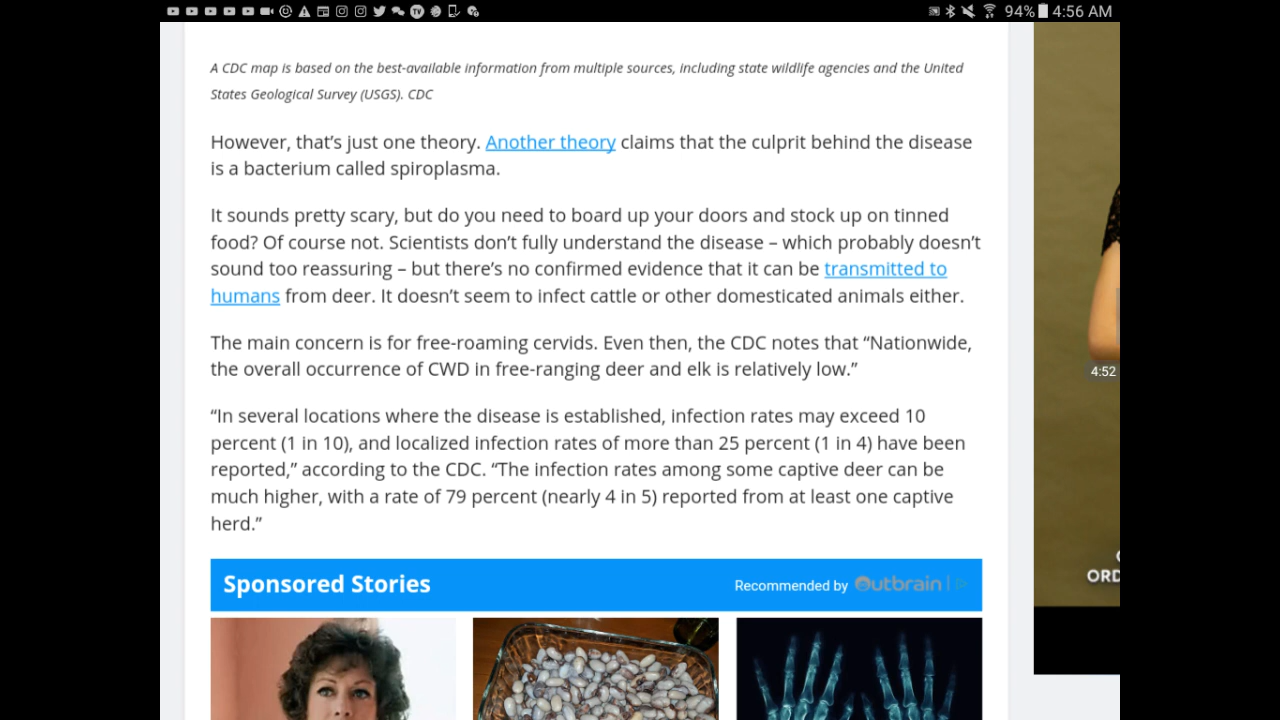 94% 4:56 AM
A CDC map is based on the best-available information from multiple sources, including state wildlife agencies and the United
States Geological Survey (USGS). CDC
However, that’s just one theory. Another theory claims that the culprit behind the disease
is a bacterium called spiroplasma.
It sounds pretty scary, but do you need to board up your doors and stock up on tinned
food? Of course not. Scientists don’t fully understand the disease – which probably doesn’t
sound too reassuring – but there’s no confirmed evidence that it can be transmitted to
humans from deer. It doesn’t seem to infect cattle or other domesticated animals either.
The main concern is for free-roaming cervids. Even then, the CDC notes that “Nationwide,
the overall occurrence of CWD in free-ranging deer and elk is relatively low.”
4:52
“In several locations where the disease is established, infection rates may exceed 10
percent (1 in 10), and localized infection rates of more than 25 percent (1 in 4) have been
reported,” according to the CDC. “The infection rates among some captive deer can be
much higher, with a rate of 79 percent (nearly 4 in 5) reported from at least one captive
herd.”
Sponsored Stories
Recommended by Outbrain
ORD